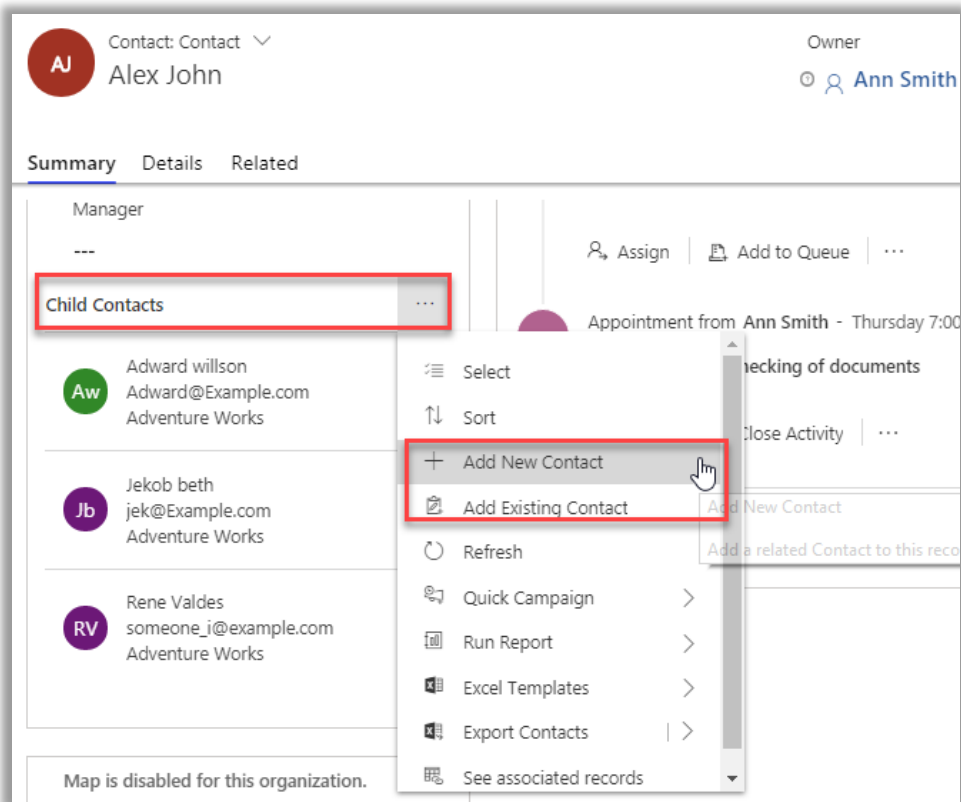 AJ
Contact: Contact
Alex John
Owner
Ann Smith
Summary Details Related
Manager
---
Assign Add to Queue ...
Child Contacts ...
Appointment from Ann Smith - Thursday 7:00
Aw
Adward willson
Adward@Example.com
Adventure Works
Jb
Jekob beth
jek@Example.com
Adventure Works
RV
Rene Valdes
someone_i@example.com
Adventure Works
Map is disabled for this organization.
Select
Sort
Add New Contact
Add Existing Contact
Refresh
Quick Campaign
Run Report
Excel Templates
Export Contacts
See associated records
of documents
Close Activity ...
Add New Contact
Add a related Contact to this